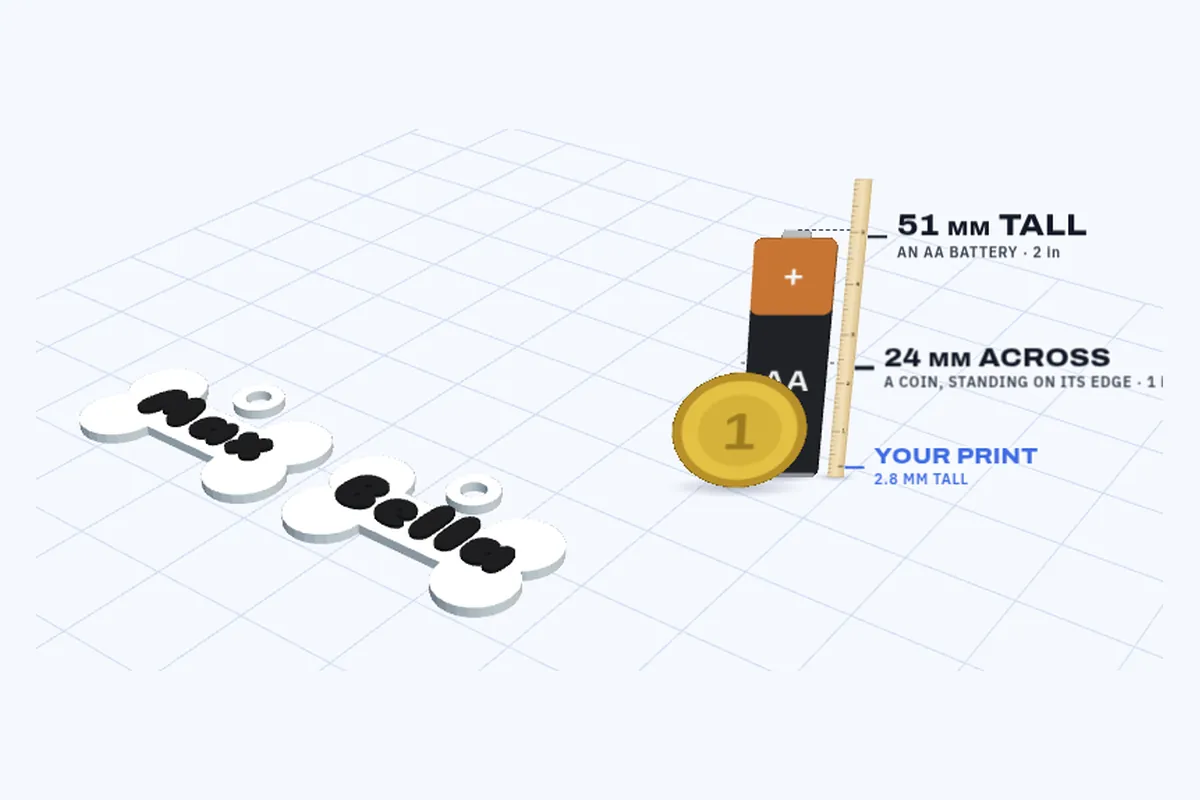 51 MM TALL
AN AA BATTERY · 2 in
+
AA
24 MM ACROSS
A COIN, STANDING ON ITS EDGE · 1
1
YOUR PRINT
2.8 MM TALL
Max
Bella